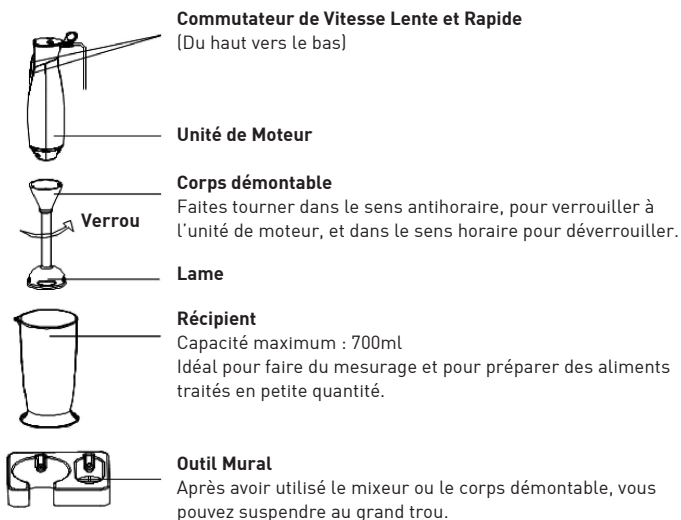 Commutateur de Vitesse Lente et Rapide
(Du haut vers le bas)
Unité de Moteur
Corps démontable
Faites tourner dans le sens antihoraire, pour verrouiller à
l'unité de moteur, et dans le sens horaire pour déverrouiller.
Verrou
Lame
Récipient
Capacité maximum : 700ml
Idéal pour faire du mesurage et pour préparer des aliments
traités en petite quantité.
Outil Mural
Après avoir utilisé le mixeur ou le corps démontable, vous
pouvez suspendre au grand trou.